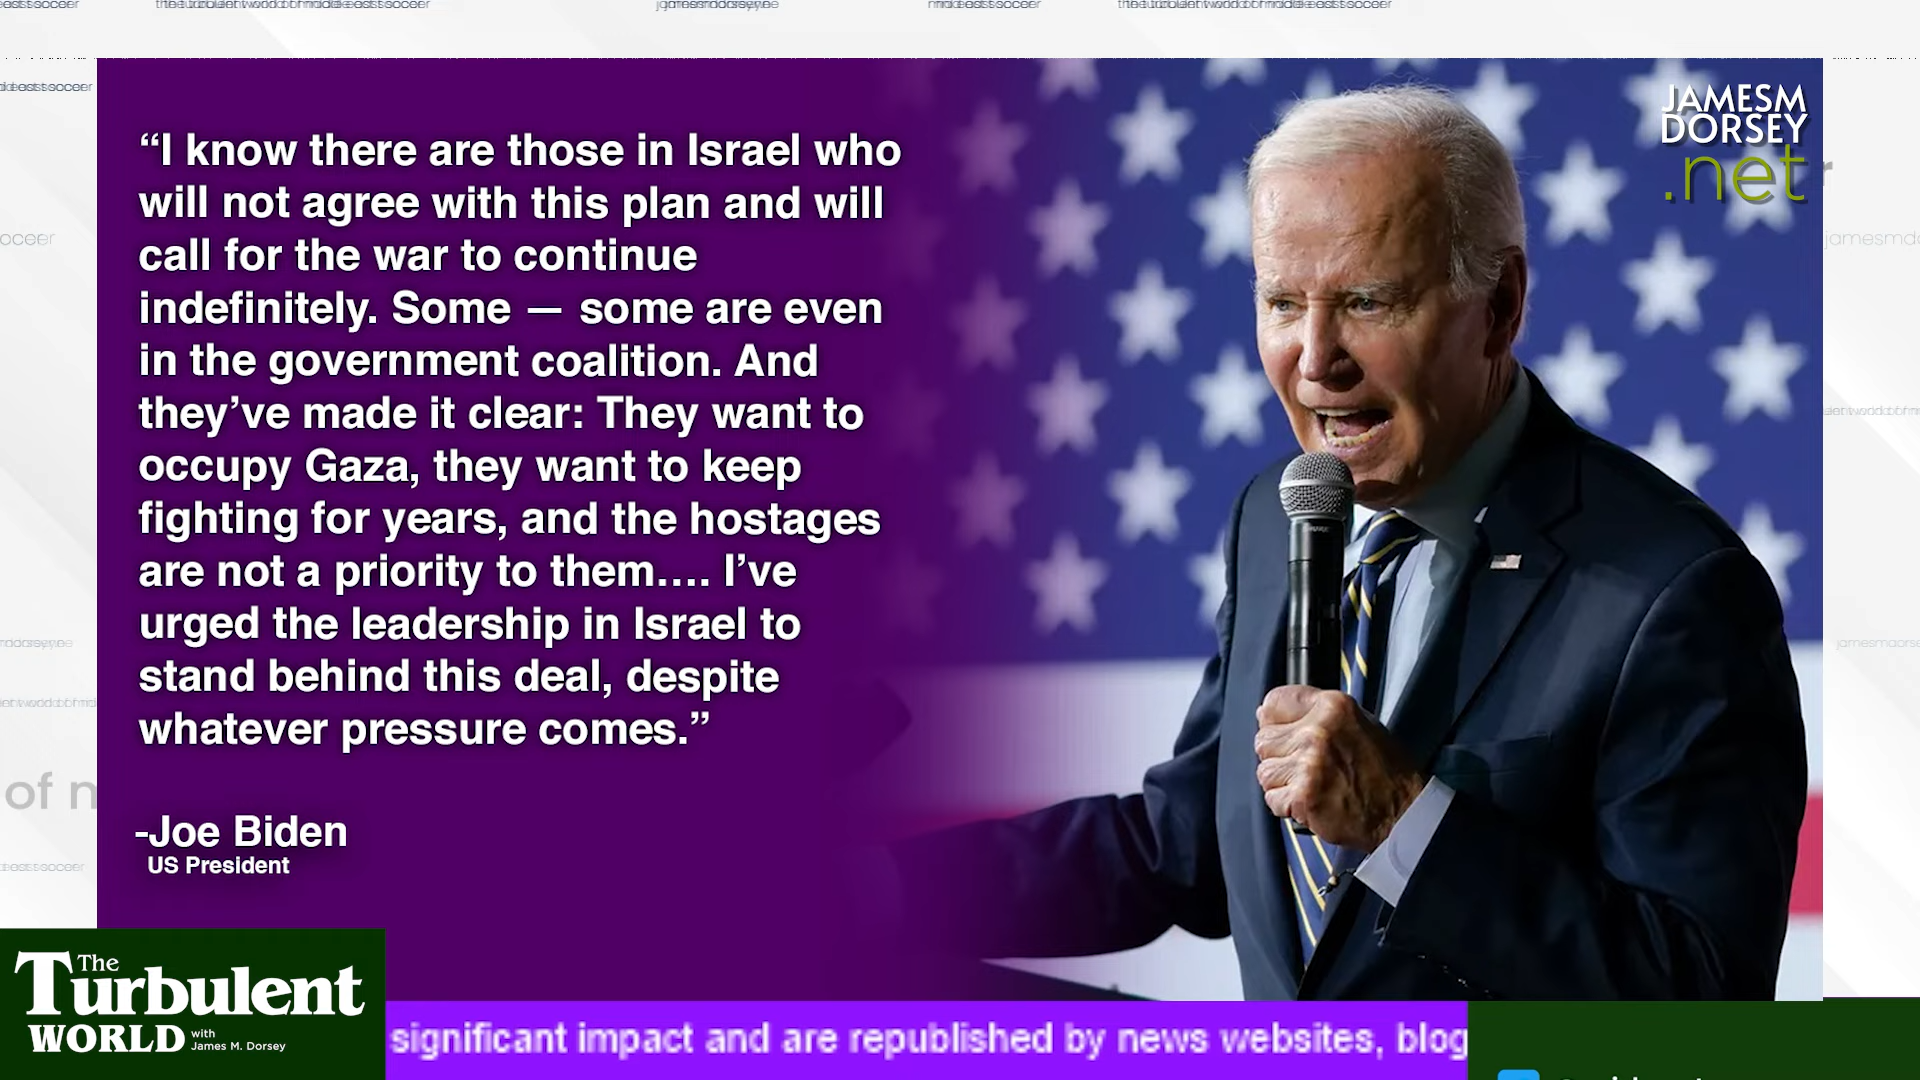 JAMESM
DORSEY
.net
“I know there are those in Israel who
will not agree with this plan and will
call for the war to continue
indefinitely. Some — some are even
in the government coalition. And
they’ve made it clear: They want to
occupy Gaza, they want to keep
fighting for years, and the hostages
are not a priority to them.... I’ve
urged the leadership in Israel to
stand behind this deal, despite
whatever pressure comes.”
-Joe Biden
US President
of
The
Turbulent
WORLD with
James M. Dorsey
significant impact and are republished by news websites, blog